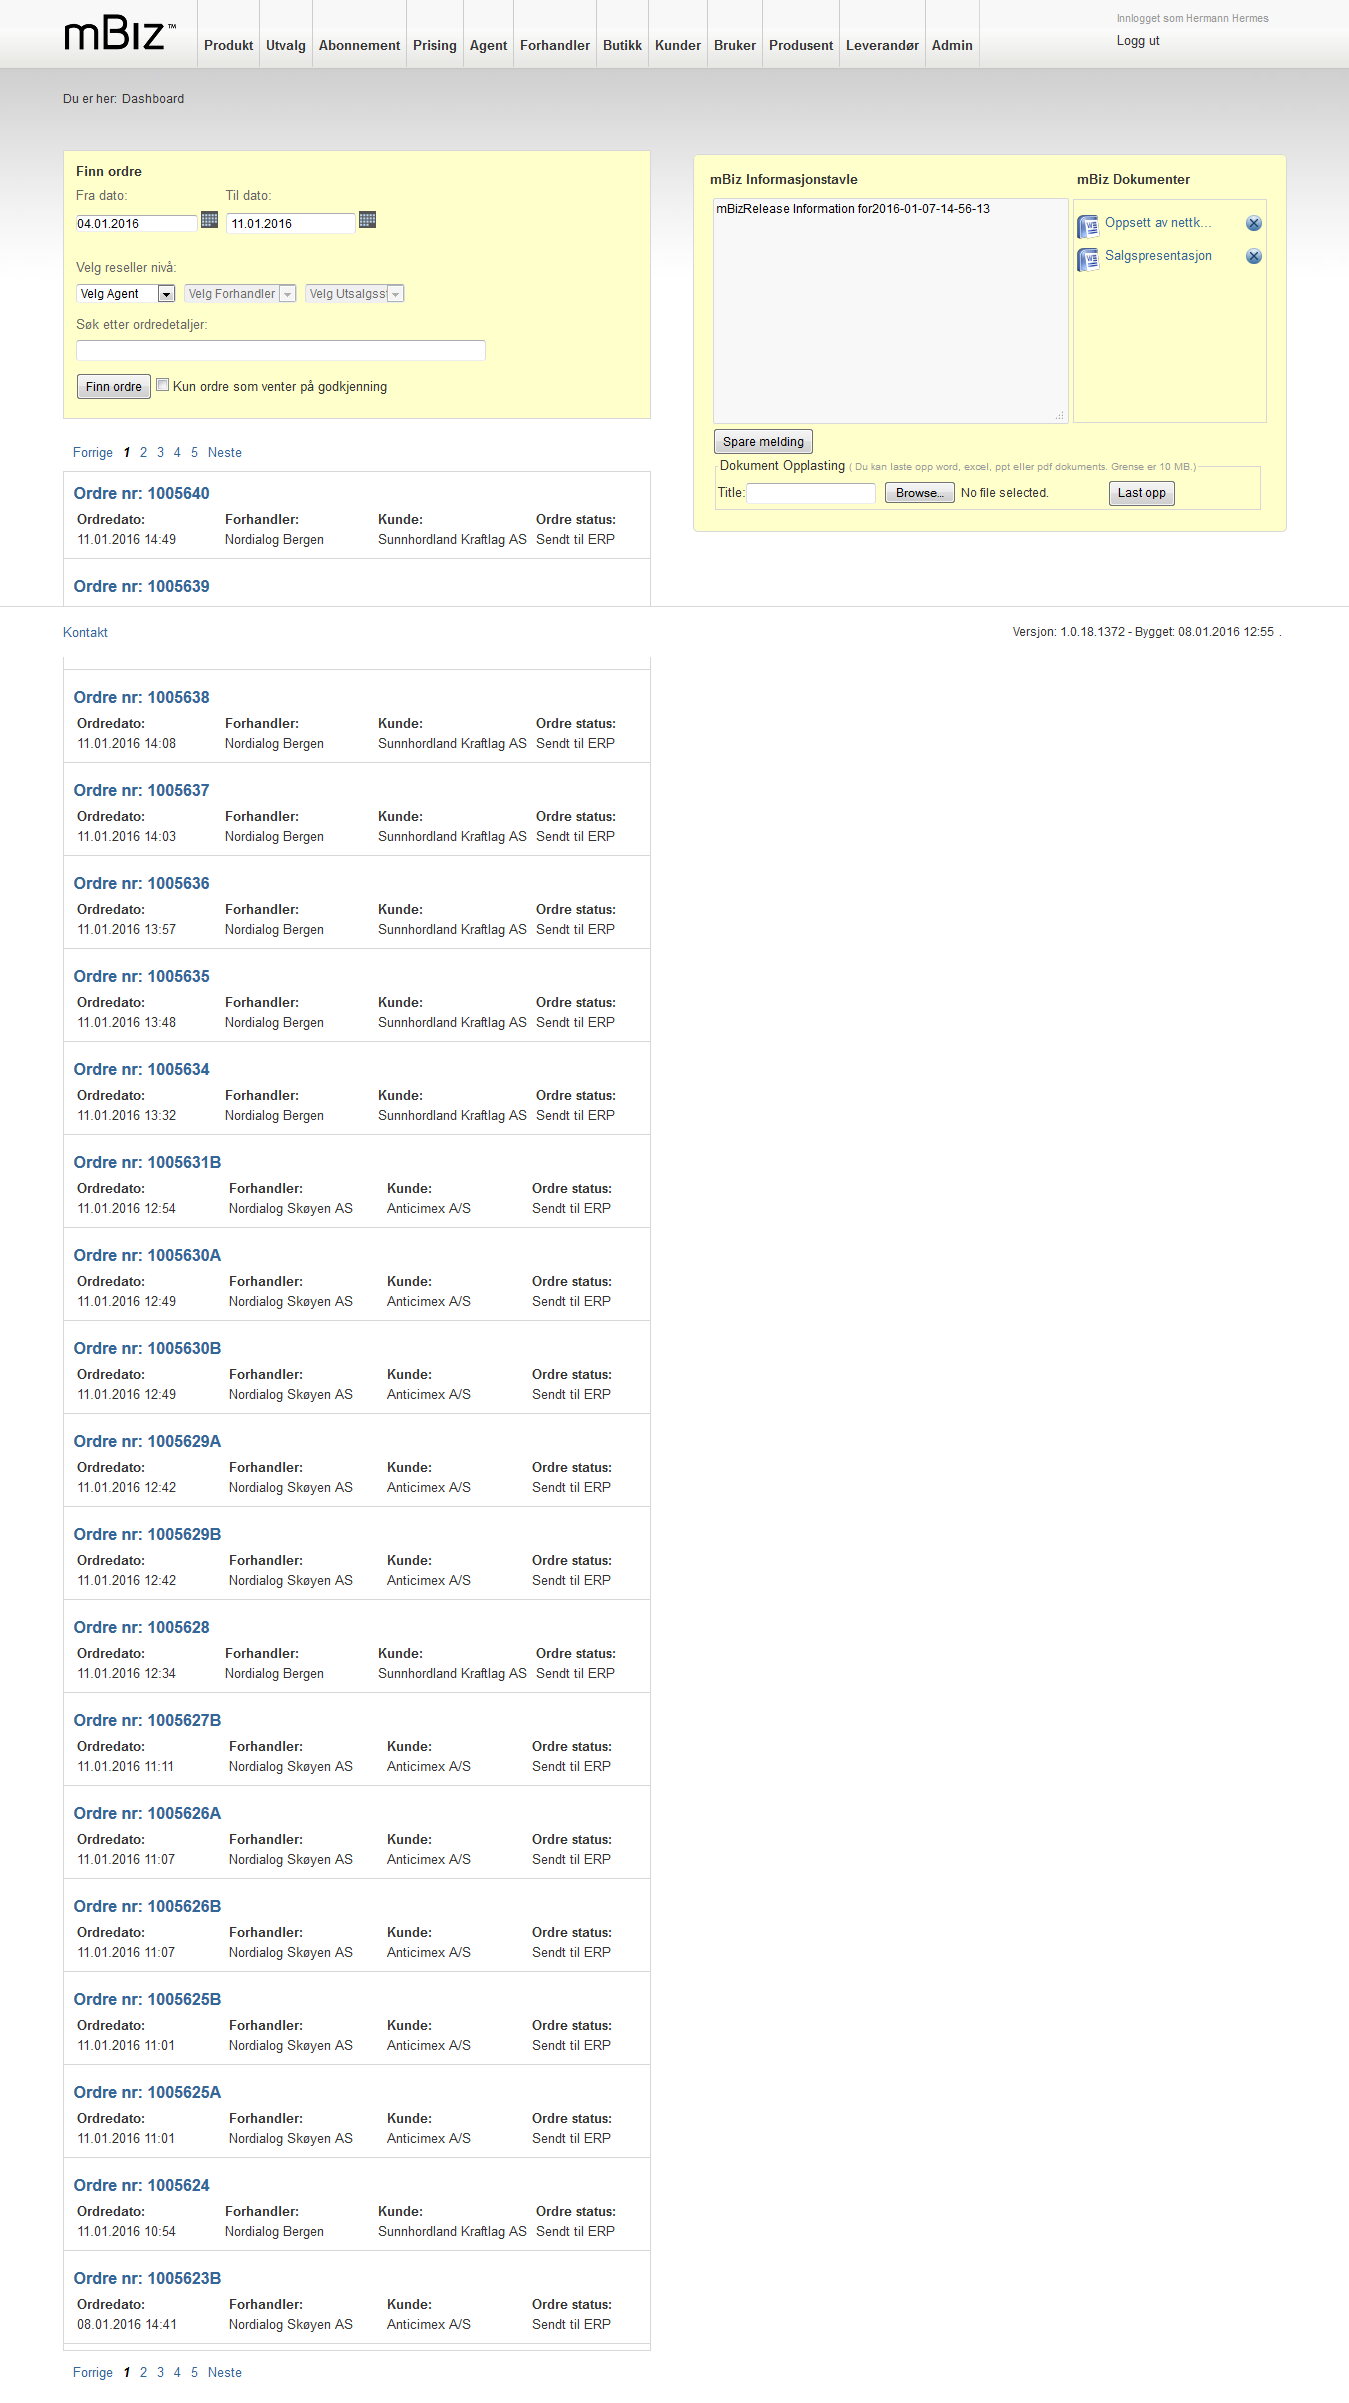 mBiz™
Produkt Utvalg Abonnement Prising Agent Forhandler Butikk Kunder Bruker Produsent Leverandør Admin
Innlogget som Hermann Hermes
Logg ut
Du er her: Dashboard
Finn ordre
Fra dato: Til dato:
04.01.2016 11.01.2016
Velg reseller nivå:
Velg Agent Velg Forhandler Velg Utsalgss
Søk etter ordredetaljer:
Finn ordre Kun ordre som venter på godkjenning
mBiz Informasjonstavle mBiz Dokumenter
mBizRelease Information for2016-01-07-14-56-13
Oppsett av nettk...
Salgspresentasjon
Spare melding
Dokument Opplasting ( Du kan laste opp word, excel, ppt eller pdf dokuments. Grense er 10 MB.)
Title: Browse... No file selected. Last opp
Forrige 1 2 3 4 5 Neste
Ordre nr: 1005640
Ordredato: Forhandler: Kunde: Ordre status:
11.01.2016 14:49 Nordialog Bergen Sunnhordland Kraftlag AS Sendt til ERP
Ordre nr: 1005639
Kontakt Versjon: 1.0.18.1372 - Bygget: 08.01.2016 12:55 .
Ordre nr: 1005638
Ordredato: Forhandler: Kunde: Ordre status:
11.01.2016 14:08 Nordialog Bergen Sunnhordland Kraftlag AS Sendt til ERP
Ordre nr: 1005637
Ordredato: Forhandler: Kunde: Ordre status:
11.01.2016 14:03 Nordialog Bergen Sunnhordland Kraftlag AS Sendt til ERP
Ordre nr: 1005636
Ordredato: Forhandler: Kunde: Ordre status:
11.01.2016 13:57 Nordialog Bergen Sunnhordland Kraftlag AS Sendt til ERP
Ordre nr: 1005635
Ordredato: Forhandler: Kunde: Ordre status:
11.01.2016 13:48 Nordialog Bergen Sunnhordland Kraftlag AS Sendt til ERP
Ordre nr: 1005634
Ordredato: Forhandler: Kunde: Ordre status:
11.01.2016 13:32 Nordialog Bergen Sunnhordland Kraftlag AS Sendt til ERP
Ordre nr: 1005631B
Ordredato: Forhandler: Kunde: Ordre status:
11.01.2016 12:54 Nordialog Skøyen AS Anticimex A/S Sendt til ERP
Ordre nr: 1005630A
Ordredato: Forhandler: Kunde: Ordre status:
11.01.2016 12:49 Nordialog Skøyen AS Anticimex A/S Sendt til ERP
Ordre nr: 1005630B
Ordredato: Forhandler: Kunde: Ordre status:
11.01.2016 12:49 Nordialog Skøyen AS Anticimex A/S Sendt til ERP
Ordre nr: 1005629A
Ordredato: Forhandler: Kunde: Ordre status:
11.01.2016 12:42 Nordialog Skøyen AS Anticimex A/S Sendt til ERP
Ordre nr: 1005629B
Ordredato: Forhandler: Kunde: Ordre status:
11.01.2016 12:42 Nordialog Skøyen AS Anticimex A/S Sendt til ERP
Ordre nr: 1005628
Ordredato: Forhandler: Kunde: Ordre status:
11.01.2016 12:34 Nordialog Bergen Sunnhordland Kraftlag AS Sendt til ERP
Ordre nr: 1005627B
Ordredato: Forhandler: Kunde: Ordre status:
11.01.2016 11:11 Nordialog Skøyen AS Anticimex A/S Sendt til ERP
Ordre nr: 1005626A
Ordredato: Forhandler: Kunde: Ordre status:
11.01.2016 11:07 Nordialog Skøyen AS Anticimex A/S Sendt til ERP
Ordre nr: 1005626B
Ordredato: Forhandler: Kunde: Ordre status:
11.01.2016 11:07 Nordialog Skøyen AS Anticimex A/S Sendt til ERP
Ordre nr: 1005625B
Ordredato: Forhandler: Kunde: Ordre status:
11.01.2016 11:01 Nordialog Skøyen AS Anticimex A/S Sendt til ERP
Ordre nr: 1005625A
Ordredato: Forhandler: Kunde: Ordre status:
11.01.2016 11:01 Nordialog Skøyen AS Anticimex A/S Sendt til ERP
Ordre nr: 1005624
Ordredato: Forhandler: Kunde: Ordre status:
11.01.2016 10:54 Nordialog Bergen Sunnhordland Kraftlag AS Sendt til ERP
Ordre nr: 1005623B
Ordredato: Forhandler: Kunde: Ordre status:
08.01.2016 14:41 Nordialog Skøyen AS Anticimex A/S Sendt til ERP
Forrige 1 2 3 4 5 Neste